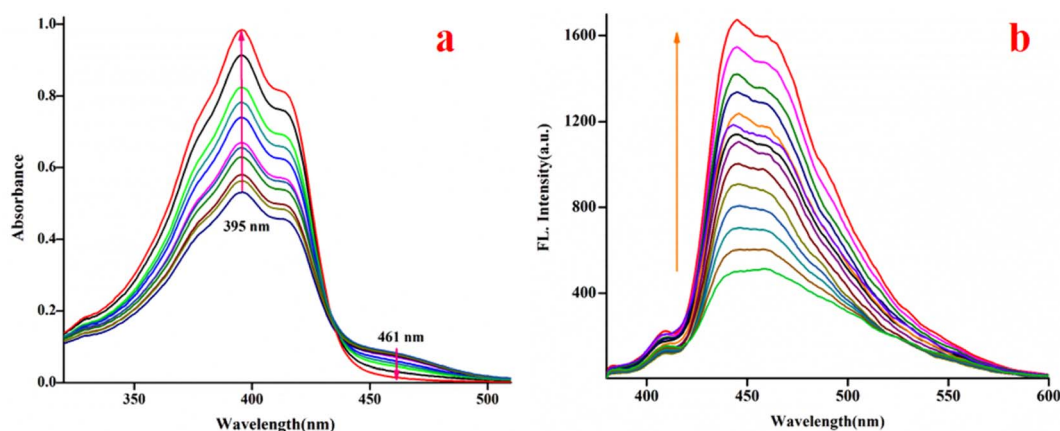 a
1.0
0.8
0.6
0.4
0.2
0.0
Absorbance
395 nm
461 nm
350
400
450
500
Wavelength(nm)
b
1600
1200
800
400
FL. Intensity(a.u.)
400
450
500
550
600
Wavelength(nm)